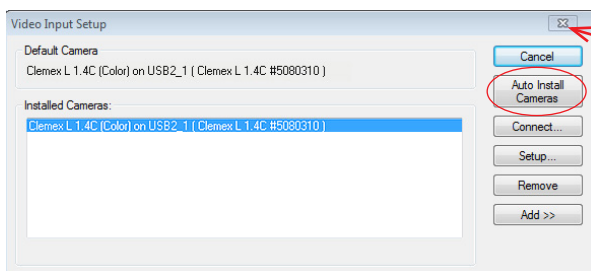 Video Input Setup
Default Camera
Clemex L 1.4C (Color) on USB2_1 ( Clemex L 1.4C #5080310 )
Installed Cameras:
Clemex L 1.4C (Color) on USB2_1 ( Clemex L 1.4C #5080310 )
Cancel
Auto Install
Cameras
Connect...
Setup...
Remove
Add >>